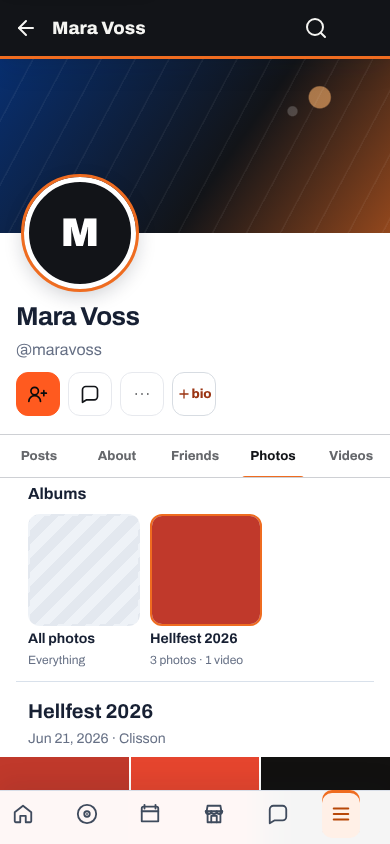 Mara Voss
M
Mara Voss
@maravoss
+ bio
Posts About Friends Photos Videos
Albums
All photos Hellfest 2026
Everything 3 photos · 1 video
Hellfest 2026
Jun 21, 2026 · Clisson